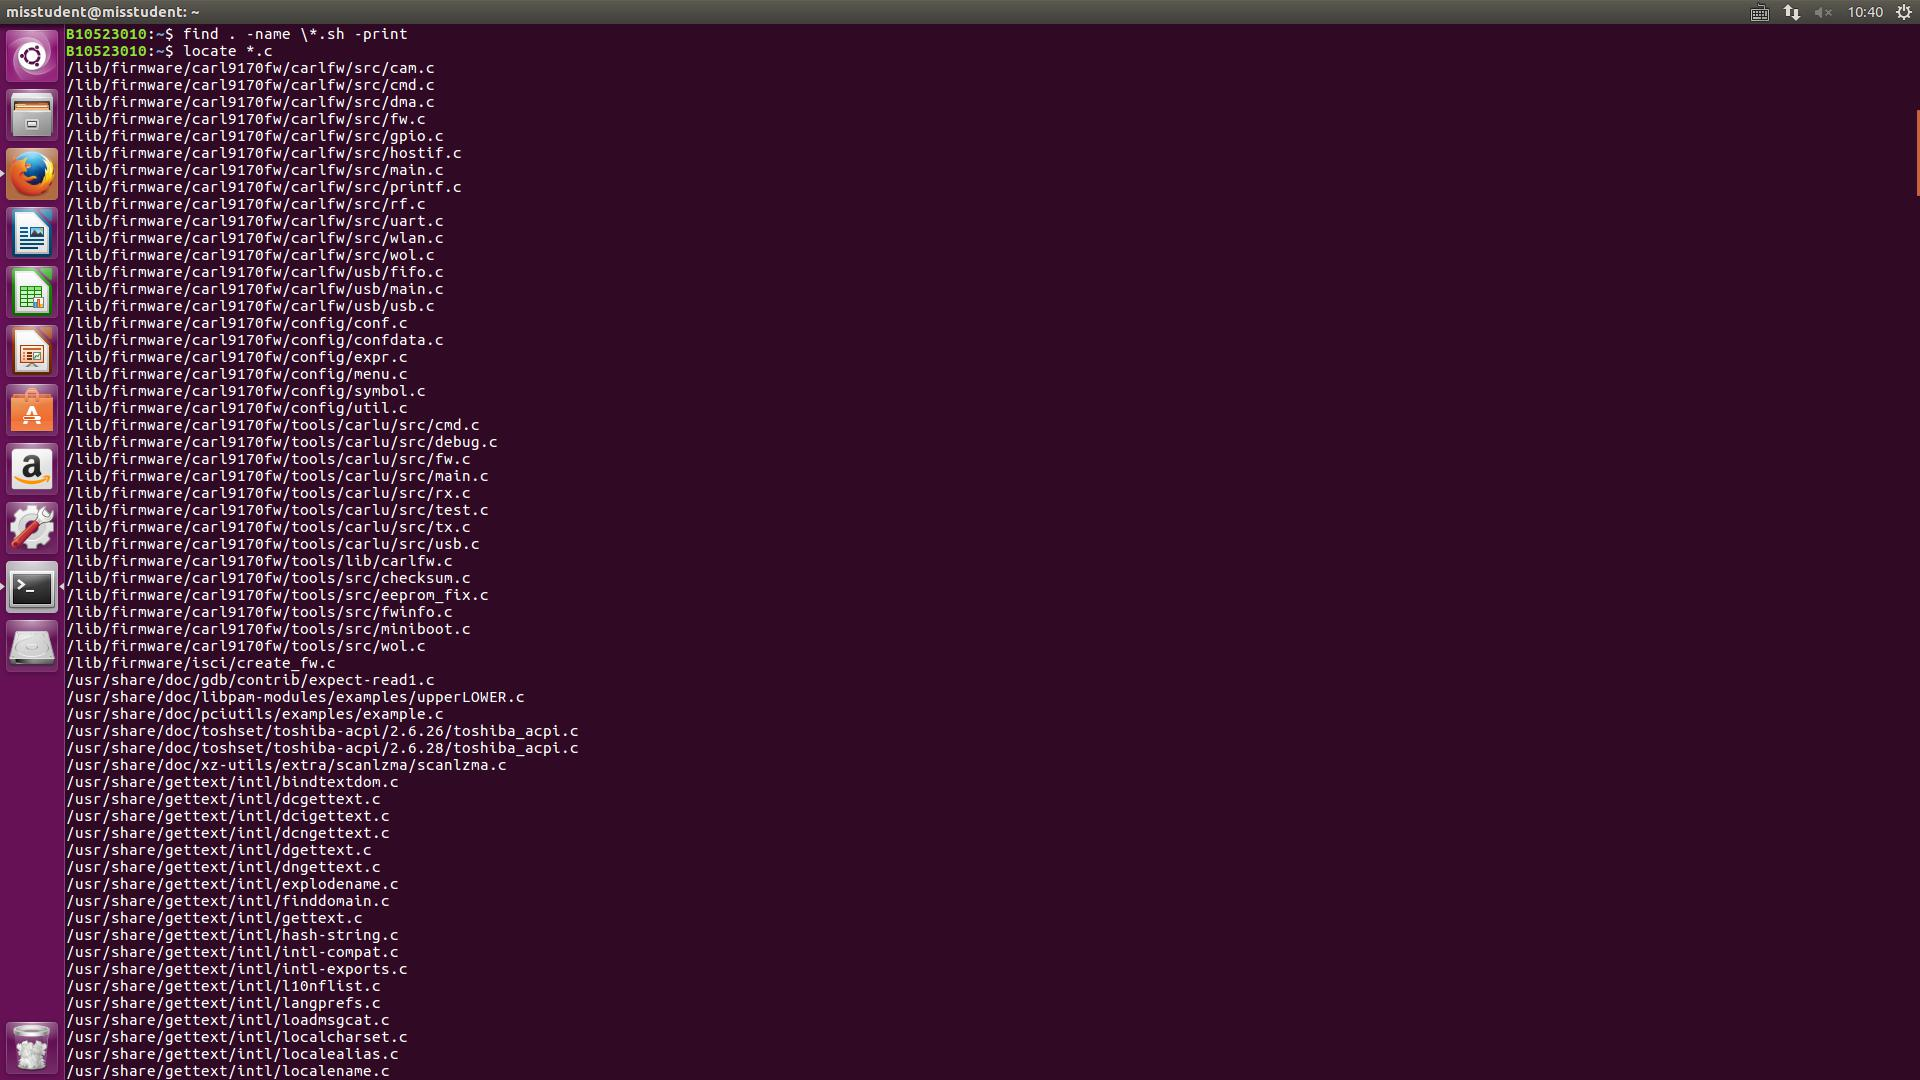 misstudent@misstudent: ~
10:40
B10523010:~$ find . -name \*.sh -print
B10523010:~$ locate *.c
/lib/firmware/carl9170fw/carlfw/src/cam.c
/lib/firmware/carl9170fw/carlfw/src/cmd.c
/lib/firmware/carl9170fw/carlfw/src/dma.c
/lib/firmware/carl9170fw/carlfw/src/fw.c
/lib/firmware/carl9170fw/carlfw/src/gpio.c
/lib/firmware/carl9170fw/carlfw/src/hostif.c
/lib/firmware/carl9170fw/carlfw/src/main.c
/lib/firmware/carl9170fw/carlfw/src/printf.c
/lib/firmware/carl9170fw/carlfw/src/rf.c
/lib/firmware/carl9170fw/carlfw/src/uart.c
/lib/firmware/carl9170fw/carlfw/src/wlan.c
/lib/firmware/carl9170fw/carlfw/src/wol.c
/lib/firmware/carl9170fw/carlfw/usb/fifo.c
/lib/firmware/carl9170fw/carlfw/usb/main.c
/lib/firmware/carl9170fw/carlfw/usb/usb.c
/lib/firmware/carl9170fw/config/conf.c
/lib/firmware/carl9170fw/config/confdata.c
/lib/firmware/carl9170fw/config/expr.c
/lib/firmware/carl9170fw/config/menu.c
/lib/firmware/carl9170fw/config/symbol.c
/lib/firmware/carl9170fw/config/util.c
/lib/firmware/carl9170fw/tools/carlu/src/cmd.c
/lib/firmware/carl9170fw/tools/carlu/src/debug.c
/lib/firmware/carl9170fw/tools/carlu/src/fw.c
/lib/firmware/carl9170fw/tools/carlu/src/main.c
/lib/firmware/carl9170fw/tools/carlu/src/rx.c
/lib/firmware/carl9170fw/tools/carlu/src/test.c
/lib/firmware/carl9170fw/tools/carlu/src/tx.c
/lib/firmware/carl9170fw/tools/carlu/src/usb.c
/lib/firmware/carl9170fw/tools/lib/carlfw.c
/lib/firmware/carl9170fw/tools/src/checksum.c
/lib/firmware/carl9170fw/tools/src/eeprom_fix.c
/lib/firmware/carl9170fw/tools/src/fwinfo.c
/lib/firmware/carl9170fw/tools/src/miniboot.c
/lib/firmware/carl9170fw/tools/src/wol.c
/lib/firmware/isci/create_fw.c
/usr/share/doc/gdb/contrib/expect-read1.c
/usr/share/doc/libpam-modules/examples/upperLOWER.c
/usr/share/doc/pciutils/examples/example.c
/usr/share/doc/toshset/toshiba-acpi/2.6.26/toshiba_acpi.c
/usr/share/doc/toshset/toshiba-acpi/2.6.28/toshiba_acpi.c
/usr/share/doc/xz-utils/extra/scanlzma/scanlzma.c
/usr/share/gettext/intl/bindtextdom.c
/usr/share/gettext/intl/dcgettext.c
/usr/share/gettext/intl/dcigettext.c
/usr/share/gettext/intl/dcngettext.c
/usr/share/gettext/intl/dgettext.c
/usr/share/gettext/intl/dngettext.c
/usr/share/gettext/intl/explodename.c
/usr/share/gettext/intl/finddomain.c
/usr/share/gettext/intl/gettext.c
/usr/share/gettext/intl/hash-string.c
/usr/share/gettext/intl/intl-compat.c
/usr/share/gettext/intl/intl-exports.c
/usr/share/gettext/intl/l10nflist.c
/usr/share/gettext/intl/langprefs.c
/usr/share/gettext/intl/loadmsgcat.c
/usr/share/gettext/intl/localcharset.c
/usr/share/gettext/intl/localealias.c
/usr/share/gettext/intl/localename.c